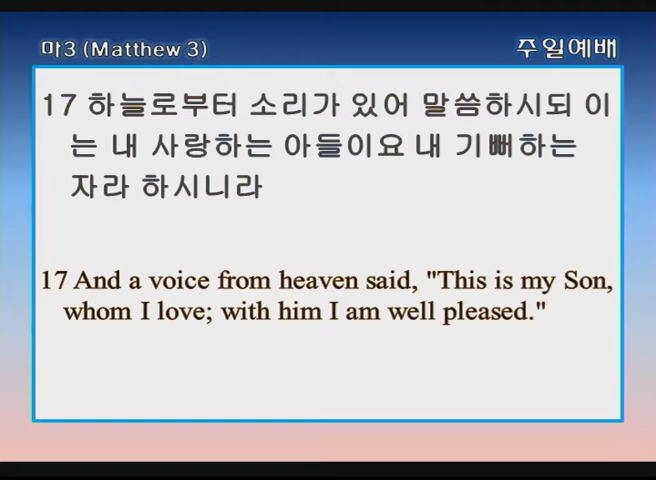 마3 (Matthew 3)
주일예배
17 하늘로부터 소리가 있어 말씀하시되 이
는 내 사랑하는 아들이요 내 기뻐하는
자라 하시니라
17 And a voice from heaven said, "This is my Son,
whom I love; with him I am well pleased."